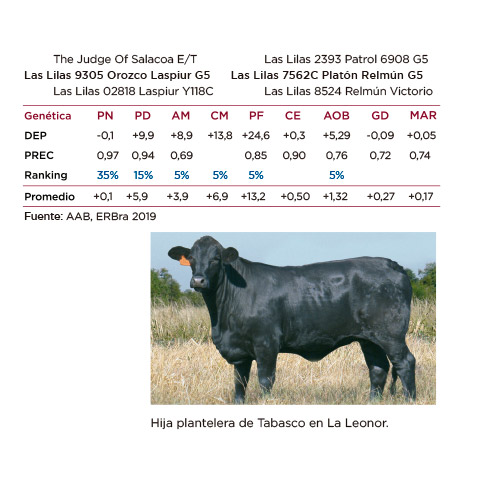 The Judge Of Salacoa E/T Las Lilas 2393 Patrol 6908 G5
Las Lilas 9305 Orozco Laspiur G5 Las Lilas 7562C Platón Relmún G5
Las Lilas 02818 Laspiur Y118C Las Lilas 8524 Relmún Victorio
Genética PN PD AM CM PF CE AOB GD MAR
DEP -0,1 +9,9 +8,9 +13,8 +24,6 +0,3 +5,29 -0,09 +0,05
PREC 0,97 0,94 0,69 0,85 0,90 0,76 0,72 0,74
Ranking 35% 15% 5% 5% 5% 5%
Promedio +0,1 +5,9 +3,9 +6,9 +13,2 +0,50 +1,32 +0,27 +0,17
Fuente: AAB, ERBra 2019
Hija plantelera de Tabasco en La Leonor.